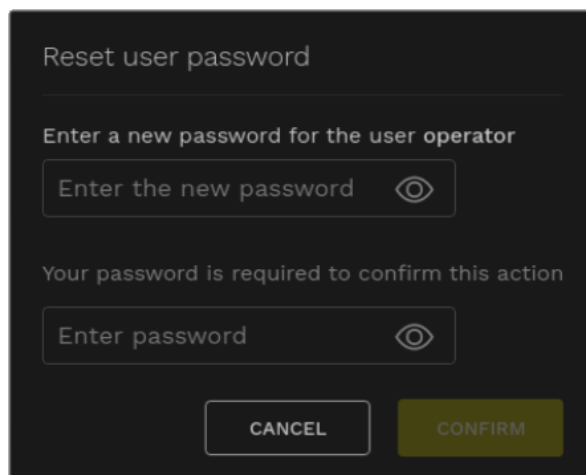 Reset user password
Enter a new password for the user operator
Enter the new password
Your password is required to confirm this action
Enter password
CANCEL
CONFIRM